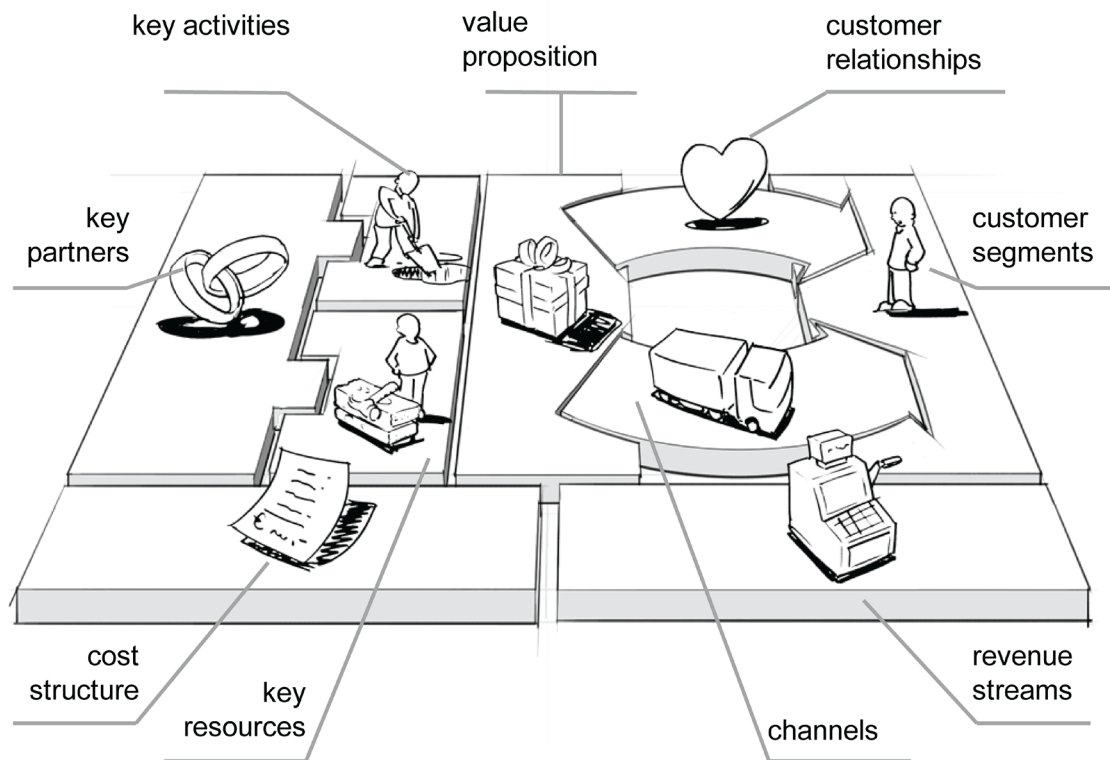 key activities
value
proposition
customer
relationships
key
partners
customer
segments
cost
structure
key
resources
channels
revenue
streams